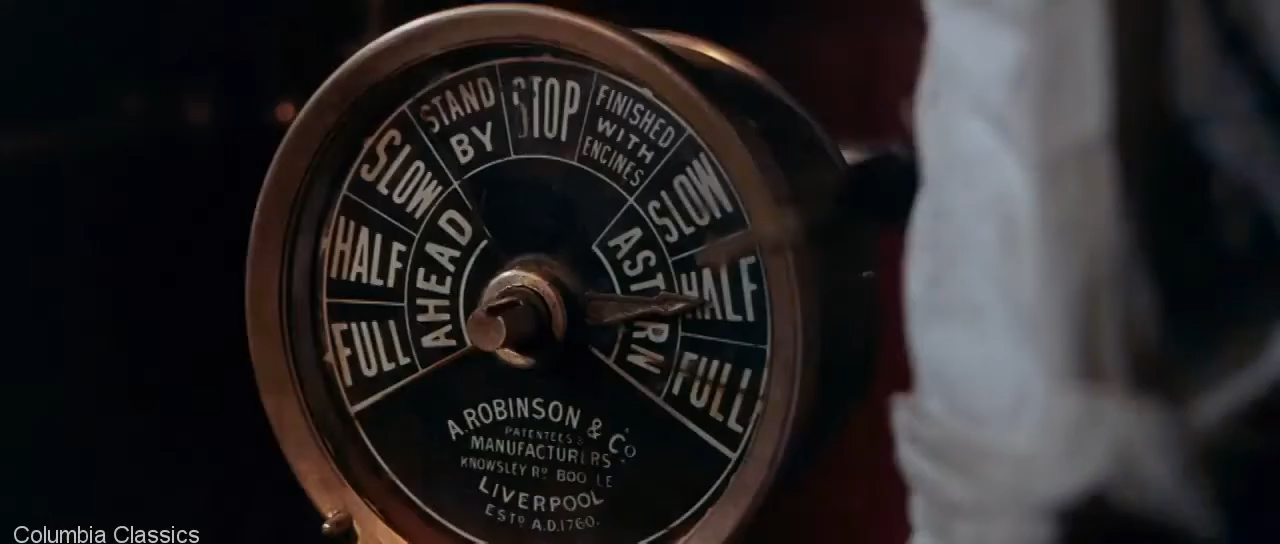 STAND
BY
STOP
FINISHED
WITH
ENGINES
SLOW
SLOW
HALF
HALF
FULL
FULL
AHEAD
ASTERN
A. ROBINSON & Co
PATENTEES &
MANUFACTURERS
KNOWSLEY Rd BOOTLE
LIVERPOOL
ESTD A.D.1760.
Columbia Classics